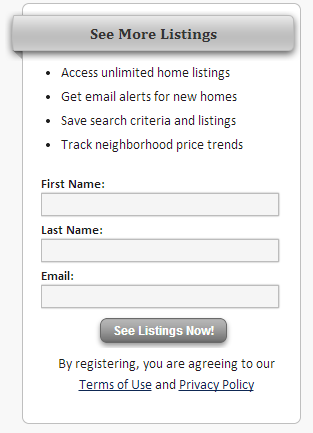 See More Listings
• Access unlimited home listings
• Get email alerts for new homes
• Save search criteria and listings
• Track neighborhood price trends
First Name:
Last Name:
Email:
See Listings Now!
By registering, you are agreeing to our
Terms of Use and Privacy Policy